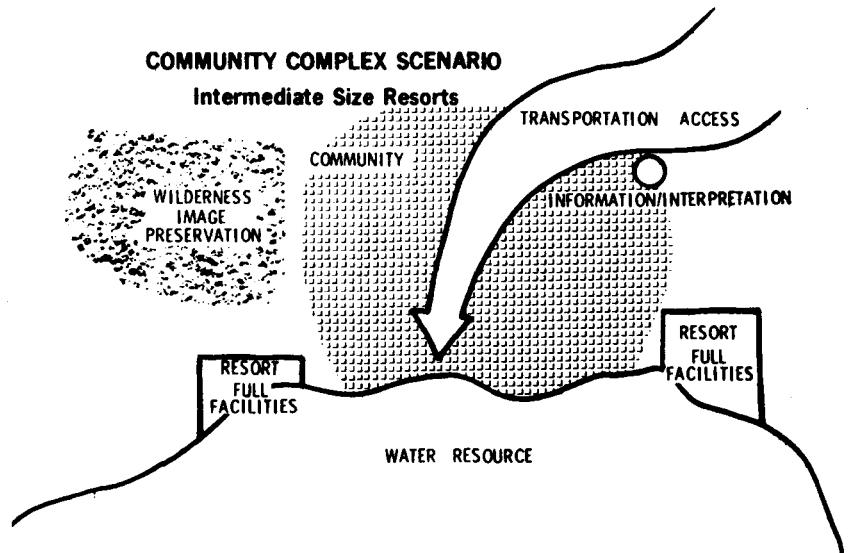 COMMUNITY COMPLEX SCENARIO
Intermediate Size Resorts
TRANSPORTATION ACCESS
COMMUNITY
WILDERNESS
IMAGE
PRESERVATION
INFORMATION/INTERPRETATION
RESORT
FULL
FACILITIES
RESORT
FULL
FACILITIES
WATER RESOURCE